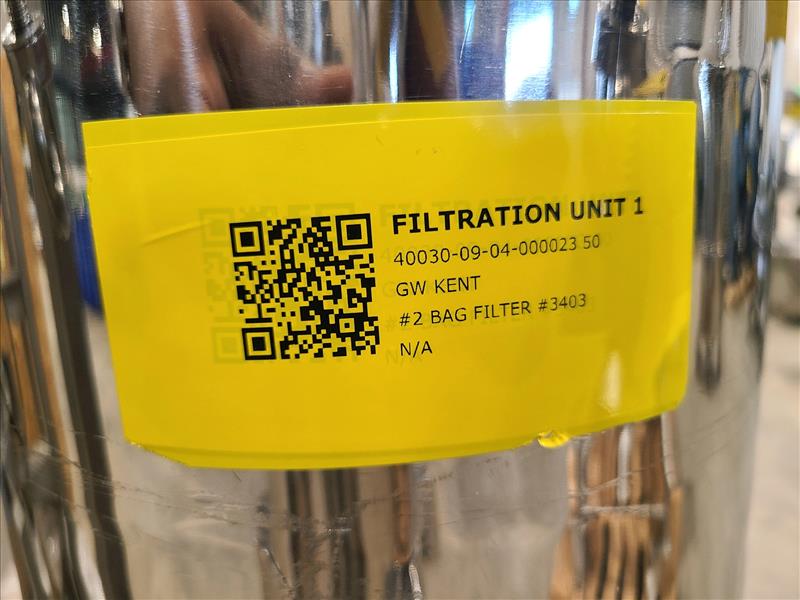 FILTRATION UNIT 1
40030-09-04-000023 50
GW KENT
#2 BAG FILTER #3403
N/A